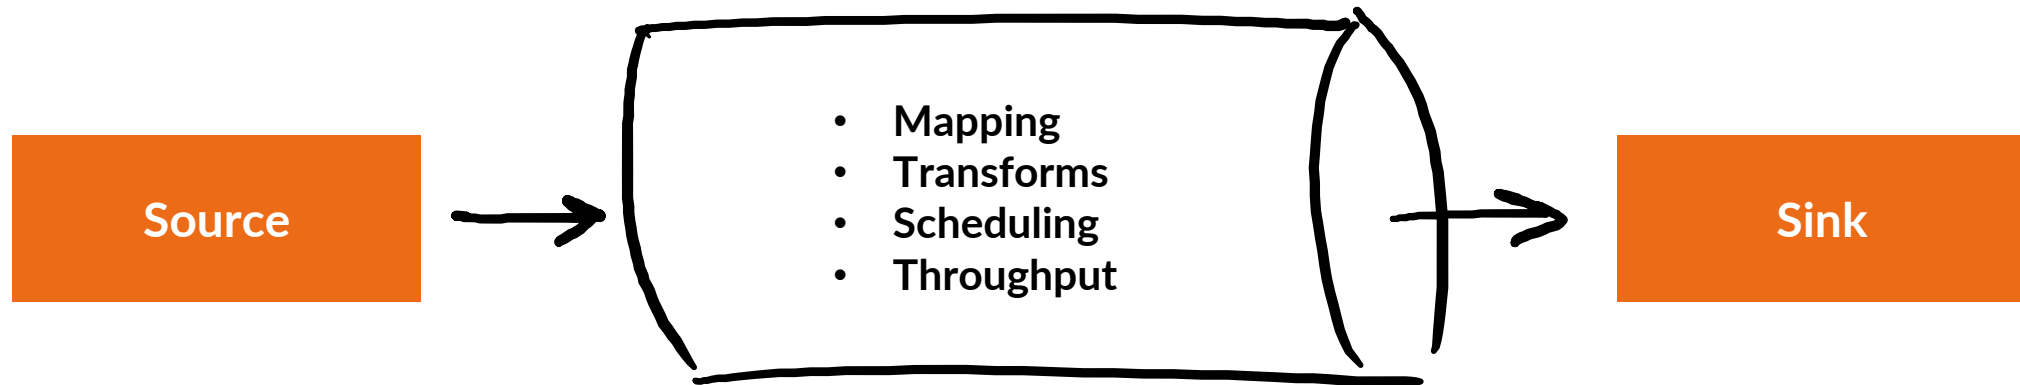 Source
• Mapping
• Transforms
• Scheduling
• Throughput
Sink